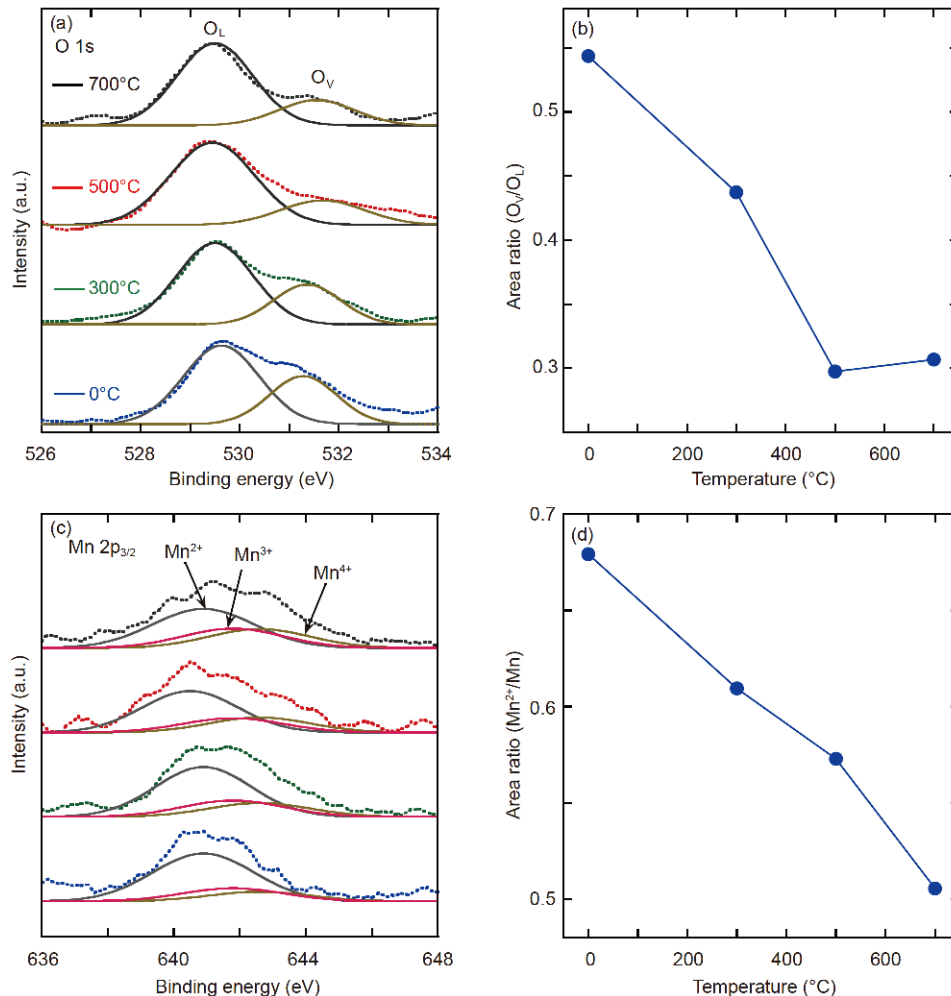 (a)
O 1s
O_L
O_V
700°C
500°C
300°C
0°C
Intensity (a.u.)
526 528 530 532 534
Binding energy (eV)
(b)
0.5
0.4
0.3
Area ratio (O_V/O_L)
0 200 400 600
Temperature (°C)
(c)
Mn 2p_3/2
Mn²⁺
Mn³⁺
Mn⁴⁺
Intensity (a.u.)
636 640 644 648
Binding energy (eV)
(d)
0.7
0.6
0.5
Area ratio (Mn²⁺/Mn)
0 200 400 600
Temperature (°C)